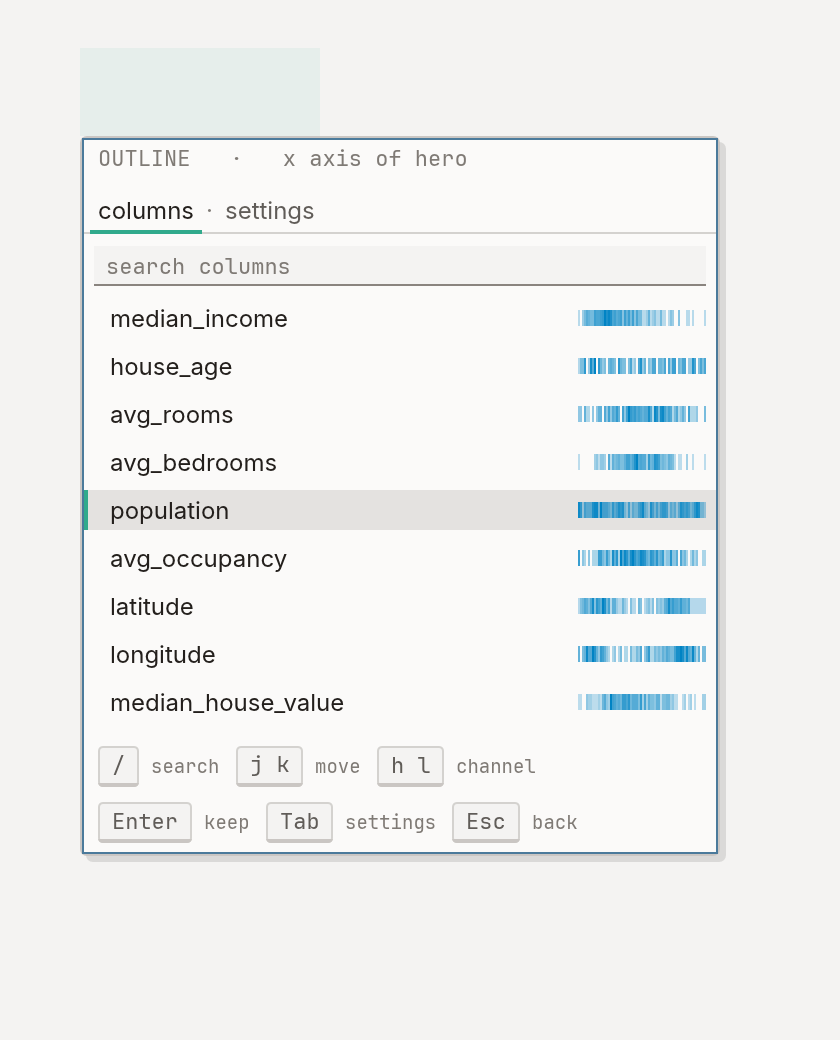 OUTLINE · x axis of hero
columns · settings
search columns
median_income
house_age
avg_rooms
avg_bedrooms
population
avg_occupancy
latitude
longitude
median_house_value
/ search j k move h l channel
Enter keep Tab settings Esc back